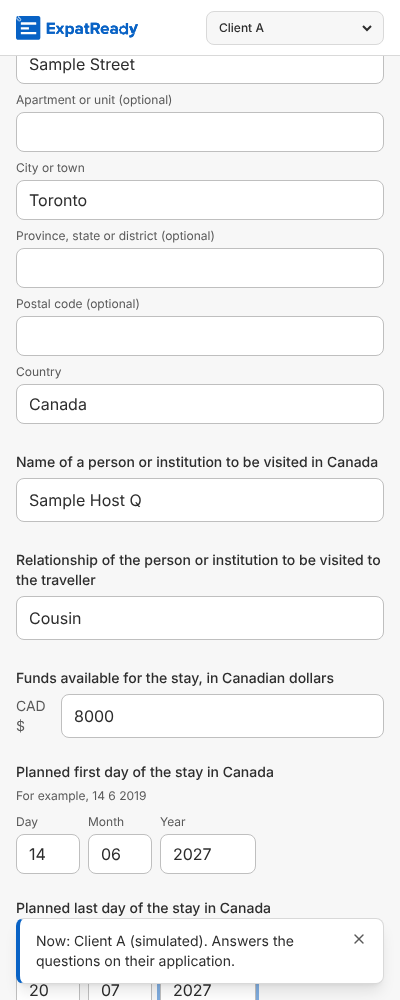 ExpatReady
Client A
Sample Street
Apartment or unit (optional)
City or town
Toronto
Province, state or district (optional)
Postal code (optional)
Country
Canada
Name of a person or institution to be visited in Canada
Sample Host Q
Relationship of the person or institution to be visited to
the traveller
Cousin
Funds available for the stay, in Canadian dollars
CAD
$
8000
Planned first day of the stay in Canada
For example, 14 6 2019
Day Month Year
14 06 2027
Planned last day of the stay in Canada
Now: Client A (simulated). Answers the
questions on their application.
20 07 2027